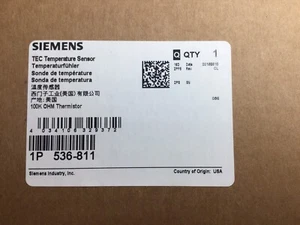 SIEMENS
Q QTY 1
TEC Temperature Sensor
Temperaturfühler
Sonde de température
Sonda de temperatura
温度传感器
西门子工业(美国)有限公司
产地: 美国
100K OHM Thermistor
1P 536-811
Siemens Industry, Inc.
Country of Origin: USA